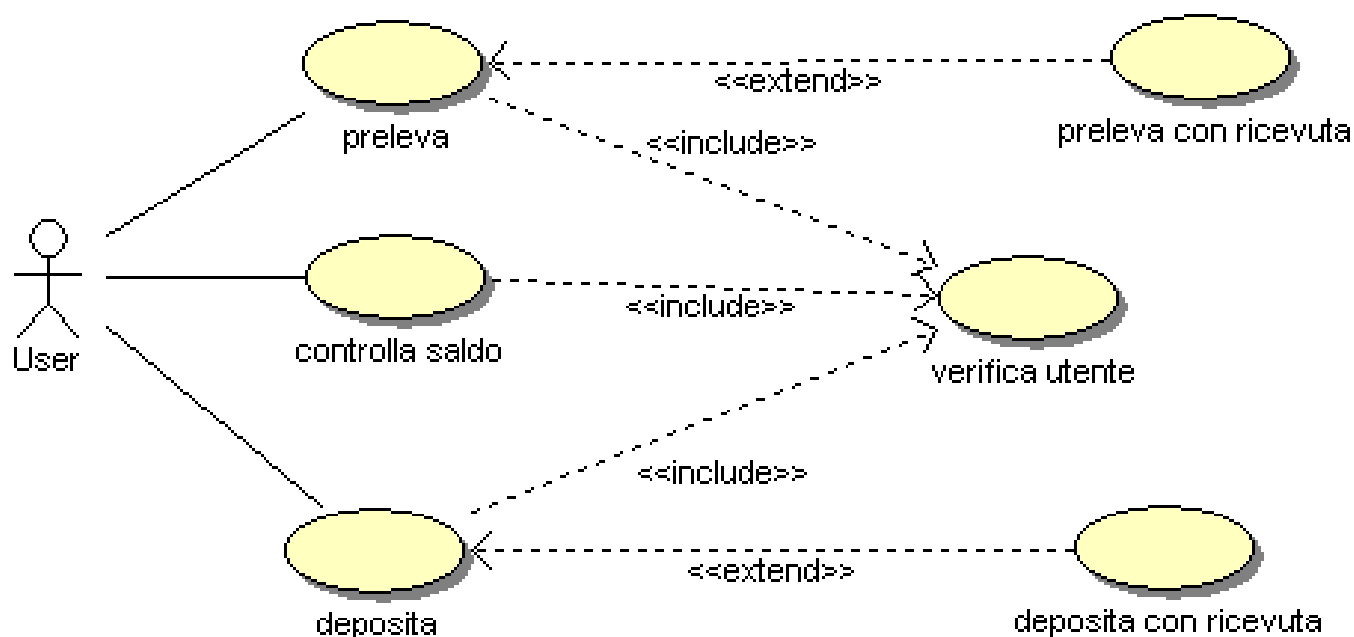 <<extend>>
preleva
preleva con ricevuta
<<include>>
<<include>>
User
controlla saldo
verifica utente
<<include>>
<<extend>>
deposita
deposita con ricevuta